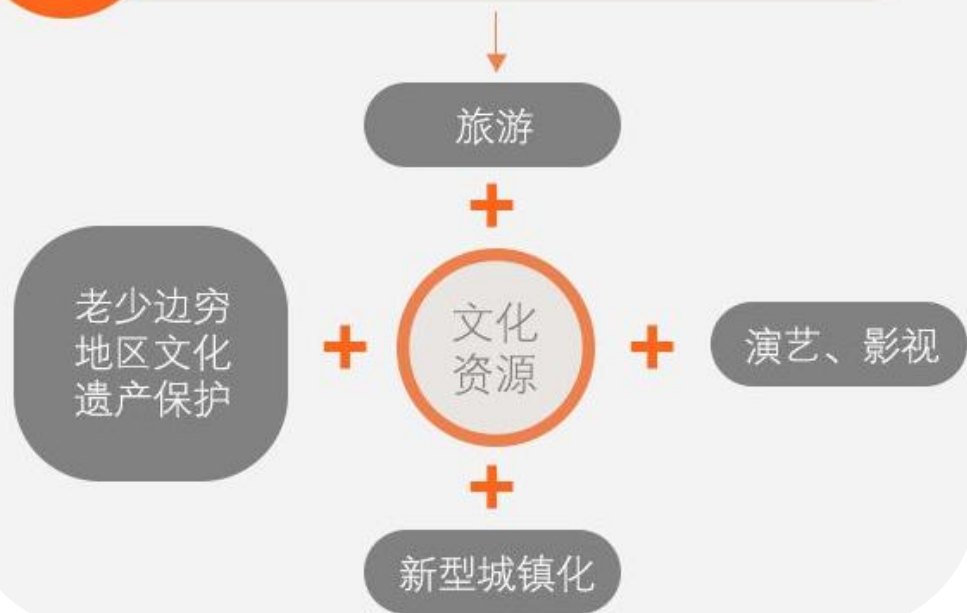 旅游
老少边穷
地区文化
遗产保护
文化
资源
演艺、影视
新型城镇化